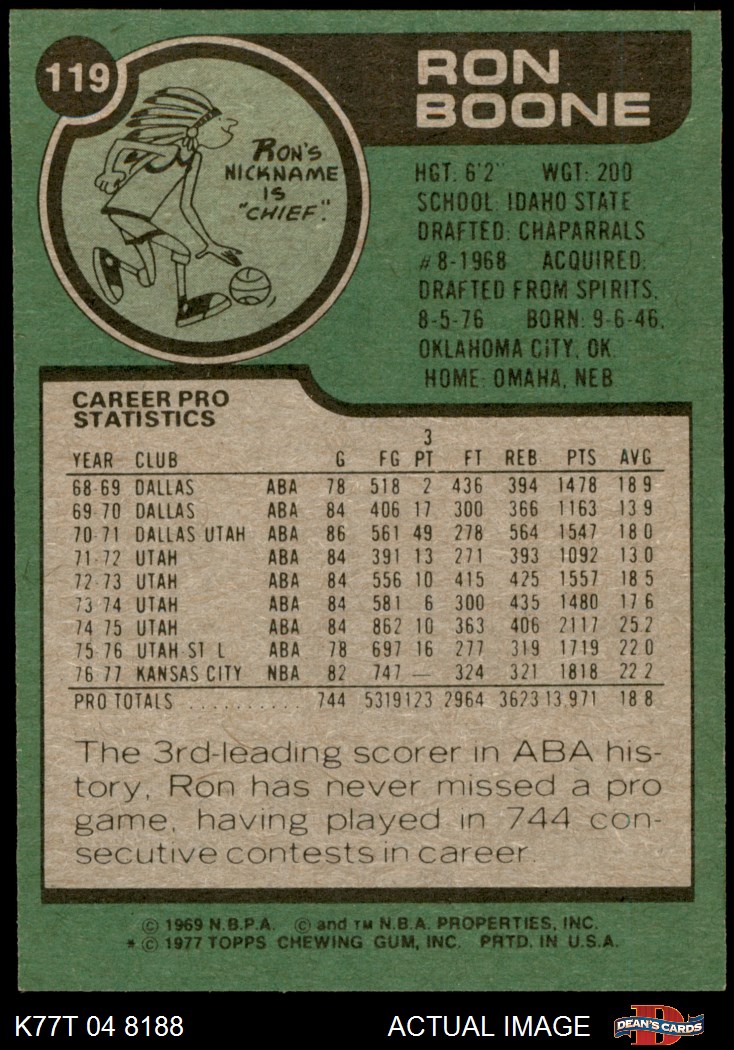 119
RON
BOONE
RON'S
NICKNAME
IS
"CHIEF."
HGT: 6'2" WGT: 200
SCHOOL: IDAHO STATE
DRAFTED: CHAPARRALS
#8-1968 ACQUIRED:
DRAFTED FROM SPIRITS,
8-5-76 BORN: 9-6-46,
OKLAHOMA CITY, OK.
HOME: OMAHA, NEB
CAREER PRO
STATISTICS
3
YEAR CLUB G FG PT FT REB PTS AVG
68-69 DALLAS ABA 78 518 2 436 394 1478 18.9
69-70 DALLAS ABA 84 406 17 300 366 1163 13.9
70-71 DALLAS UTAH ABA 86 561 49 278 564 1547 18.0
71-72 UTAH ABA 84 391 13 271 393 1092 13.0
72-73 UTAH ABA 84 556 10 415 425 1557 18.5
73-74 UTAH ABA 84 581 6 300 435 1480 17.6
74-75 UTAH ABA 84 862 10 363 406 2117 25.2
75-76 UTAH ST L ABA 78 697 16 277 319 1719 22.0
76-77 KANSAS CITY NBA 82 747 — 324 321 1818 22.2
PRO TOTALS .......... 744 5319 123 2964 3623 13,971 18.8
The 3rd-leading scorer in ABA his-
tory, Ron has never missed a pro
game, having played in 744 con-
secutive contests in career.
© 1969 N.B.P.A. © and TM N.B.A. PROPERTIES, INC.
* © 1977 TOPPS CHEWING GUM, INC. PRTD. IN U.S.A.
K77T 04 8188 ACTUAL IMAGE DEAN'S CARDS